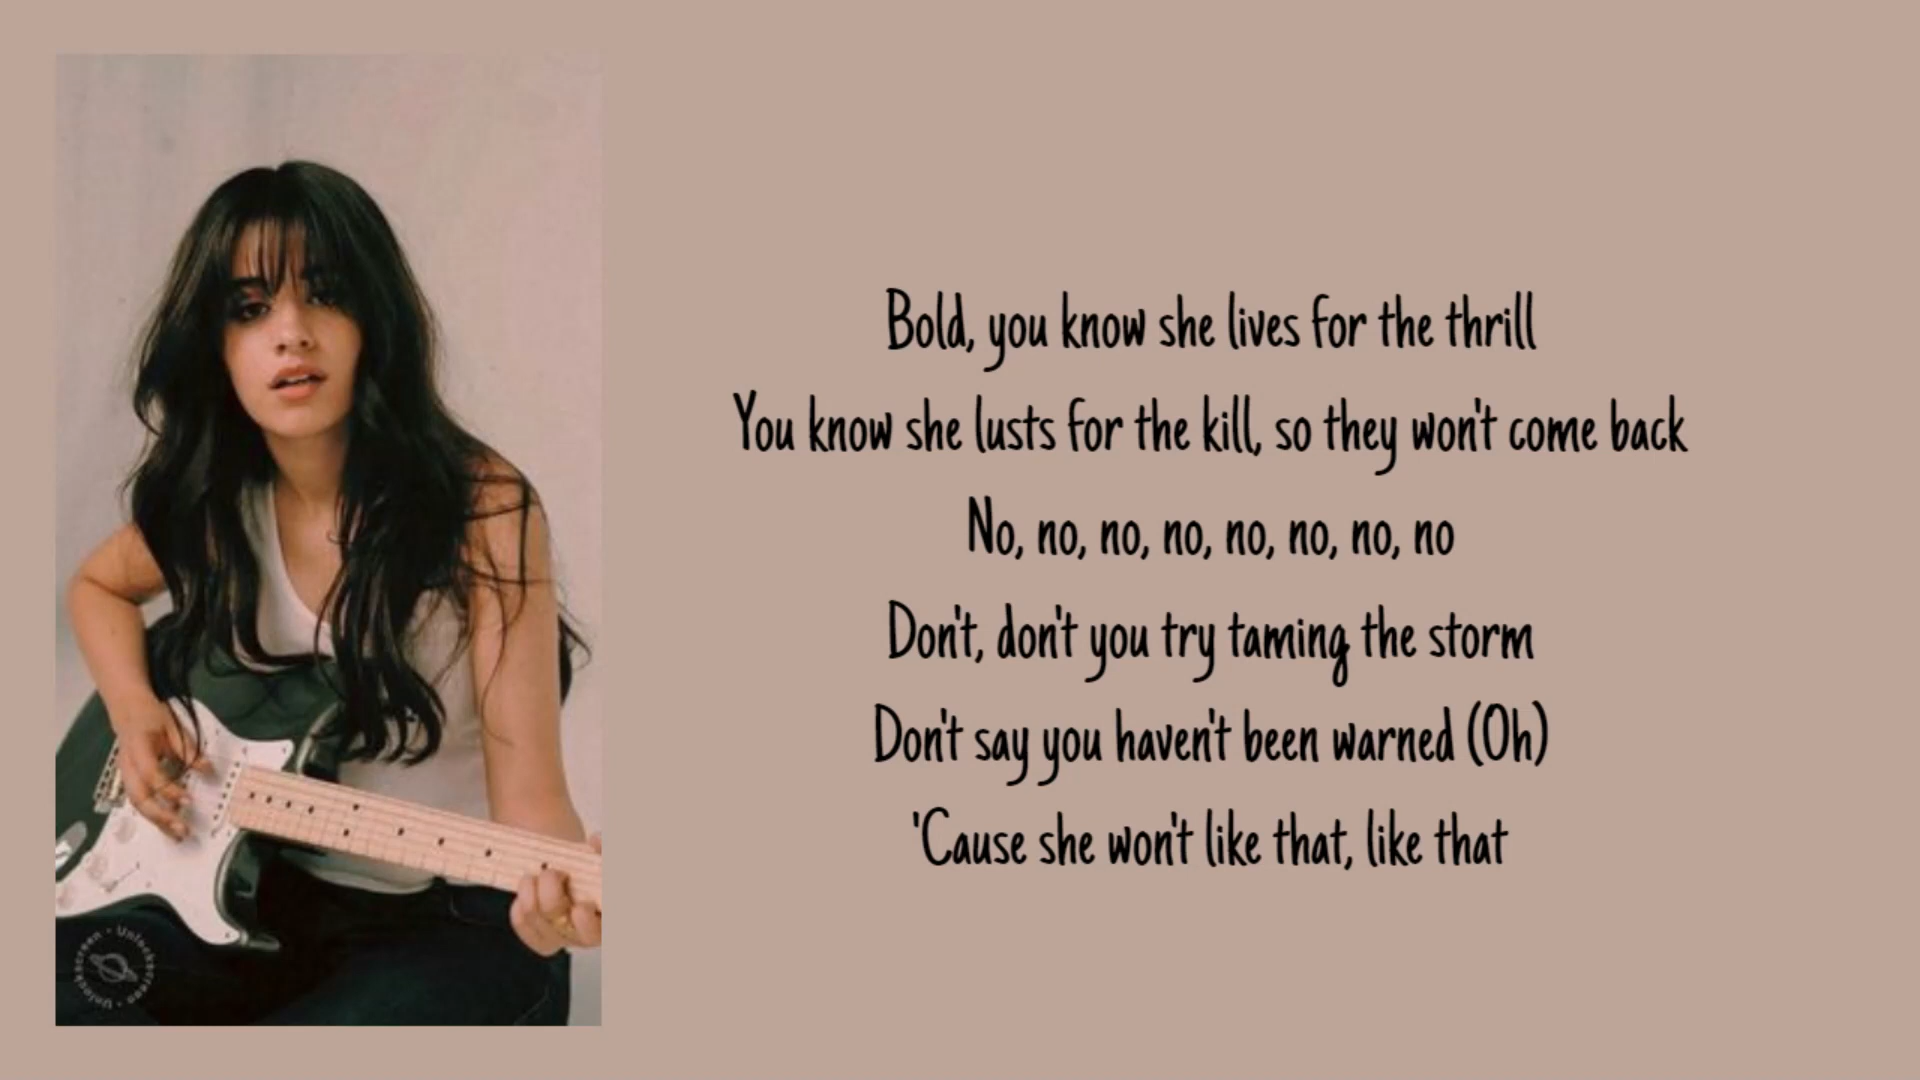 Bold, you know she lives for the thrill
You know she lusts for the kill, so they won't come back
No, no, no, no, no, no, no, no
Don't, don't you try taming the storm
Don't say you haven't been warned (Oh)
'Cause she won't like that, like that
Unlockscreen • Unlockscreen •